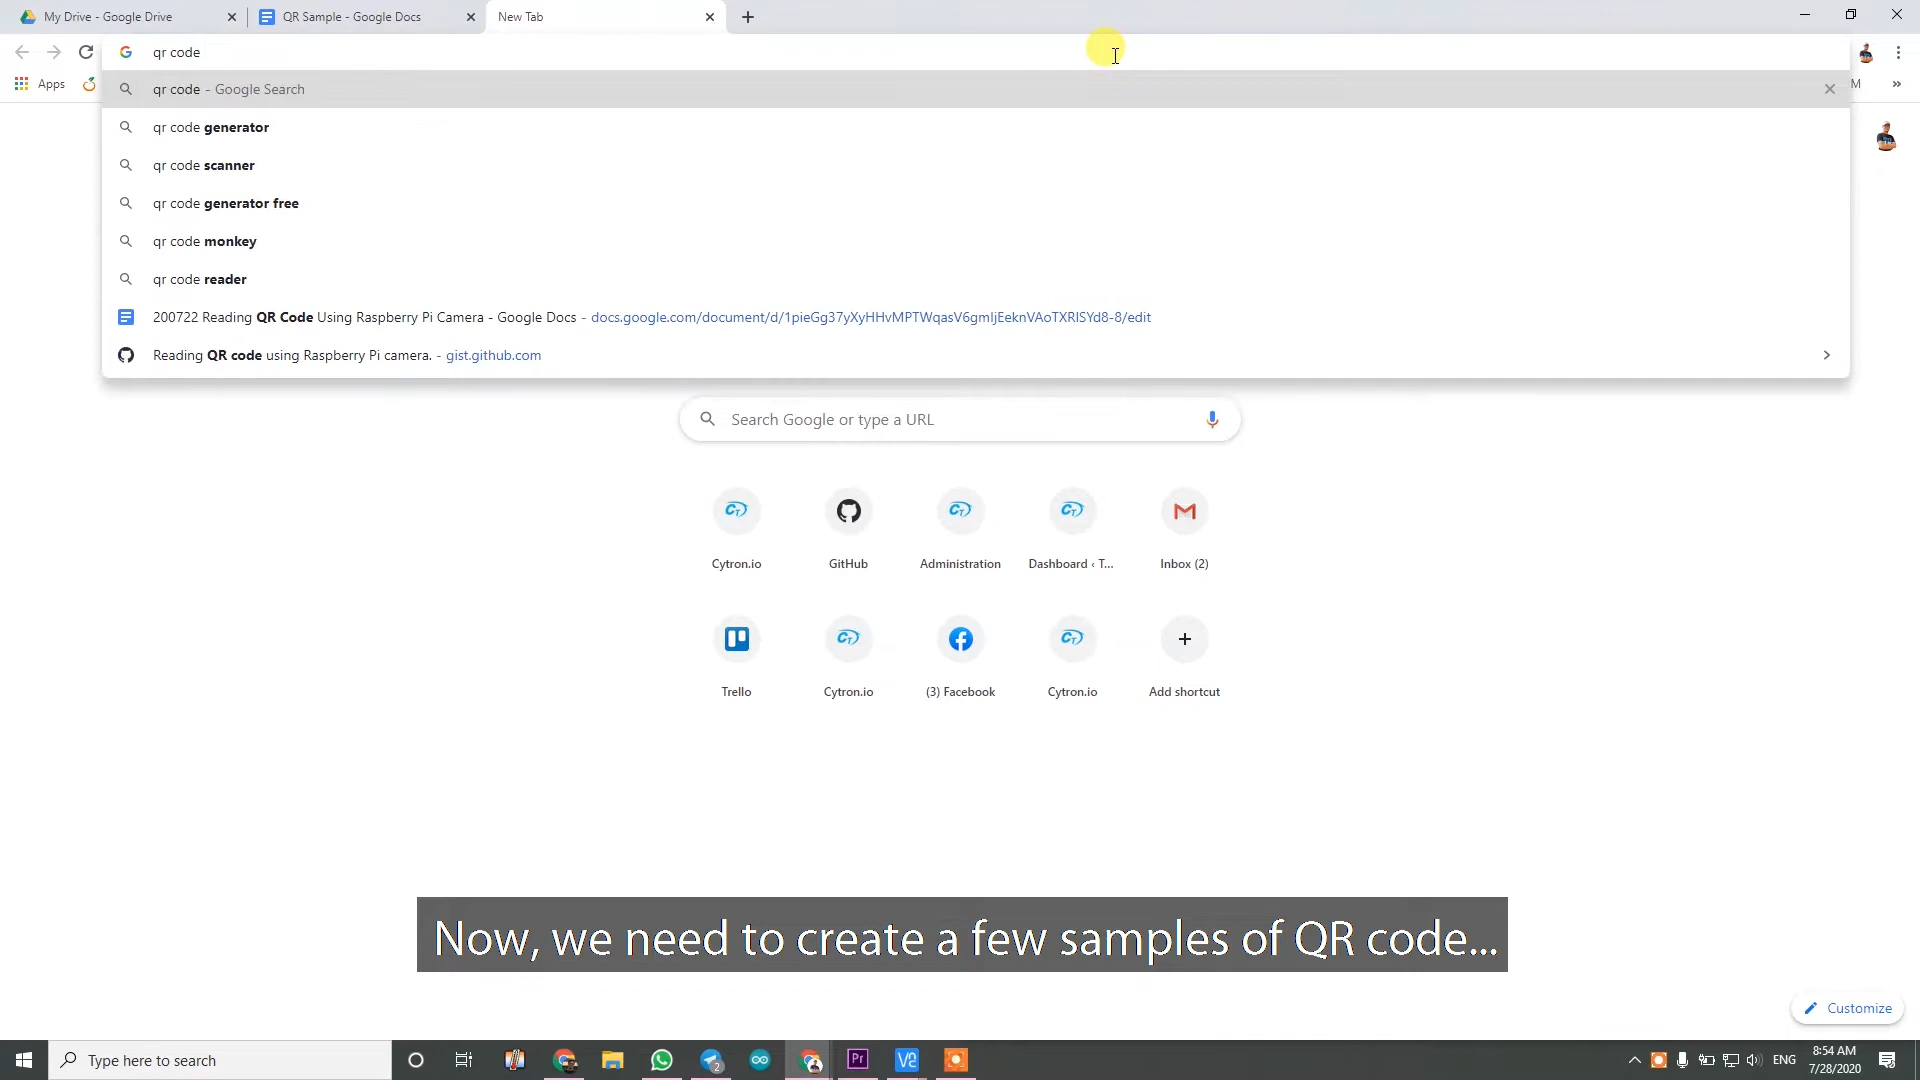 My Drive - Google Drive
QR Sample - Google Docs
New Tab
qr code
Apps
M
qr code - Google Search
qr code generator
qr code scanner
qr code generator free
qr code monkey
qr code reader
200722 Reading QR Code Using Raspberry Pi Camera - Google Docs - docs.google.com/document/d/1pieGg37yXyHHvMPTWqasV6gmIjEeknVAoTXRISYd8-8/edit
Reading QR code using Raspberry Pi camera. - gist.github.com
Search Google or type a URL
Cytron.io
GitHub
Administration
Dashboard ‹ T...
Inbox (2)
Trello
Cytron.io
(3) Facebook
Cytron.io
Add shortcut
Now, we need to create a few samples of QR code...
Customize
Type here to search
2
Pr
ENG
8:54 AM
7/28/2020